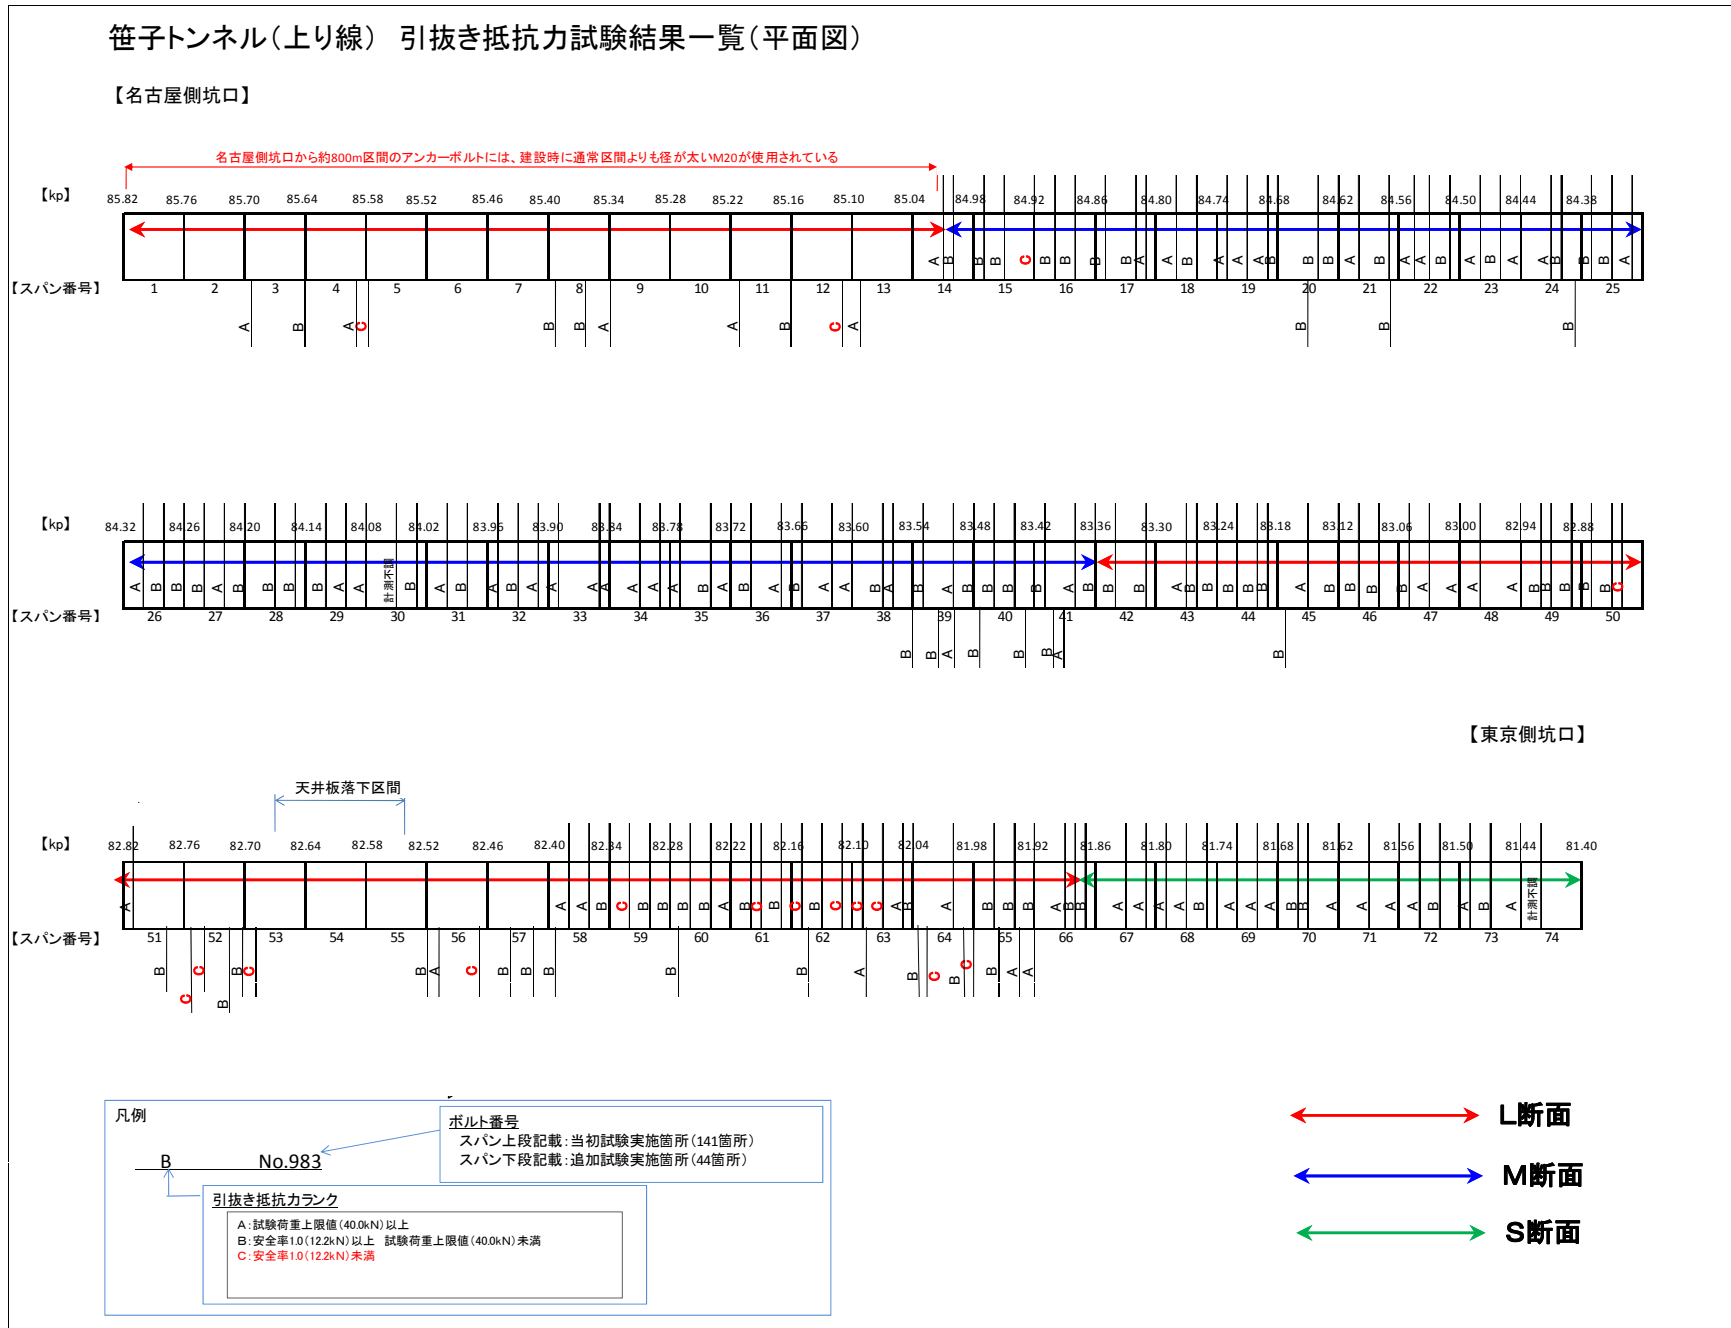 笹子トンネル（上り線）　引抜き抵抗力試験結果一覧（平面図）
【名古屋側坑口】
名古屋側坑口から約800m区間のアンカーボルトには、建設時に通常区間よりも径が太いM20が使用されている
【kp】 85.82 85.76 85.70 85.64 85.58 85.52 85.46 85.40 85.34 85.28 85.22 85.16 85.10 85.04 84.98 84.92 84.86 84.80 84.74 84.68 84.62 84.56 84.50 84.44 84.38
A B B B C B B B B A B A A A B B B A B A A B A B A A B B B A
【スパン番号】 1 2 3 4 5 6 7 8 9 10 11 12 13 14 15 16 17 18 19 20 21 22 23 24 25
A B A C B B A A B C A B B B
【kp】 84.32 84.26 84.20 84.14 84.08 84.02 83.96 83.90 83.84 83.78 83.72 83.66 83.60 83.54 83.48 83.42 83.36 83.30 83.24 83.18 83.12 83.06 83.00 82.94 82.88
A B B B A B B B B A A 計測不調 B A B A B A A A A A A A B A B A B A A B A B A B B B B A B B B A B B B B B A B B B B A A A A B B B B B C
【スパン番号】 26 27 28 29 30 31 32 33 34 35 36 37 38 39 40 41 42 43 44 45 46 47 48 49 50
B B A B B B A B
【東京側坑口】
天井板落下区間
【kp】 82.82 82.76 82.70 82.64 82.58 82.52 82.46 82.40 82.34 82.28 82.22 82.16 82.10 82.04 81.98 81.92 81.86 81.80 81.74 81.68 81.62 81.56 81.50 81.44 81.40
A A A B C B B B B A B C B C B C C C A B A B B B A B B A A A A B A A A B B A A A A B A B A 計測不調
【スパン番号】 51 52 53 54 55 56 57 58 59 60 61 62 63 64 65 66 67 68 69 70 71 72 73 74
B C C B B C B A C B B B B B A B C B C B A A
凡例
B No.983
ボルト番号
スパン上段記載：当初試験実施箇所（141箇所）
スパン下段記載：追加試験実施箇所（44箇所）
引抜き抵抗力ランク
A：試験荷重上限値（40.0kN）以上
B：安全率1.0（12.2kN）以上　試験荷重上限値（40.0kN）未満
C：安全率1.0（12.2kN）未満
L断面
M断面
S断面